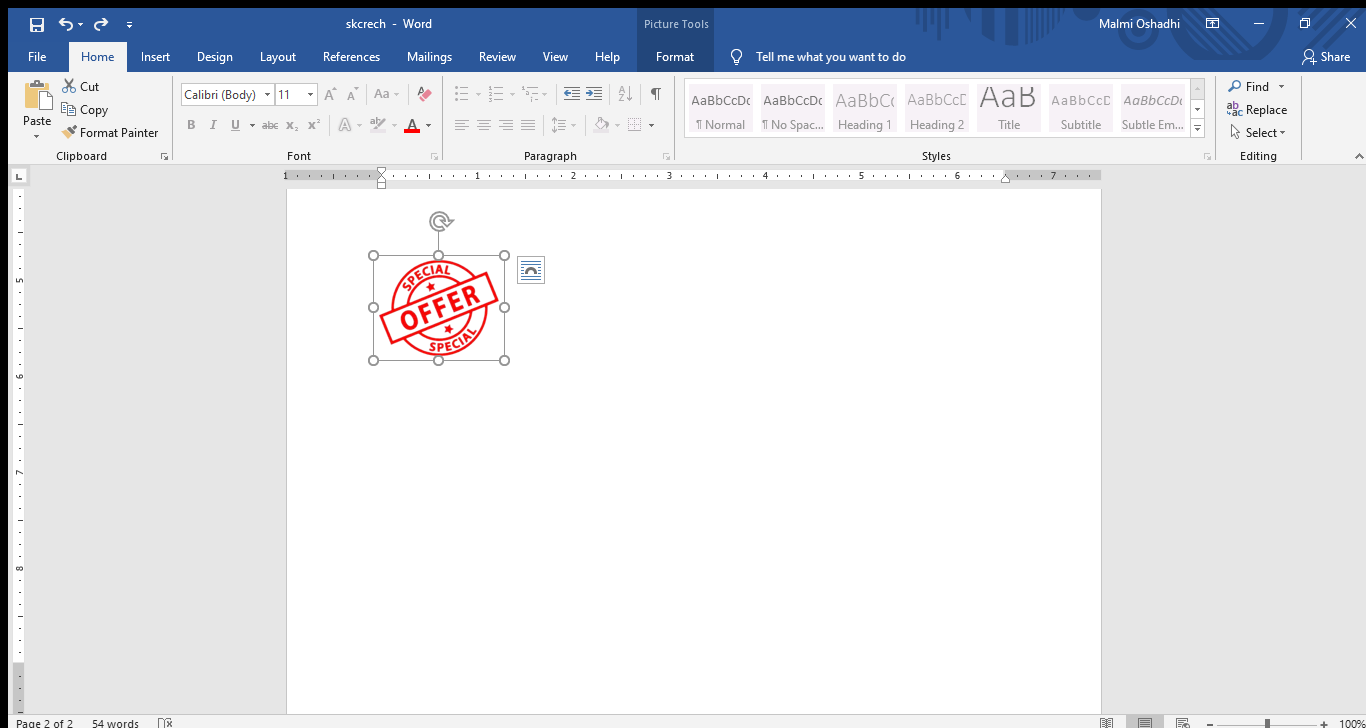 skcrech - Word
Picture Tools
Malmi Oshadhi
File Home Insert Design Layout References Mailings Review View Help Format Tell me what you want to do Share
Paste
Cut
Copy
Format Painter
Clipboard
Calibri (Body) 11
Font
Paragraph
AaBbCcDc AaBbCcDc AaBbCc AaBbCcD AaB AaBbCcD AaBbCcDc
¶ Normal ¶ No Spac... Heading 1 Heading 2 Title Subtitle Subtle Em...
Styles
Find
Replace
Select
Editing
1 1 2 3 4 5 6 7
5
6
7
8
SPECIAL
OFFER
SPECIAL
Page 2 of 2 54 words 100%